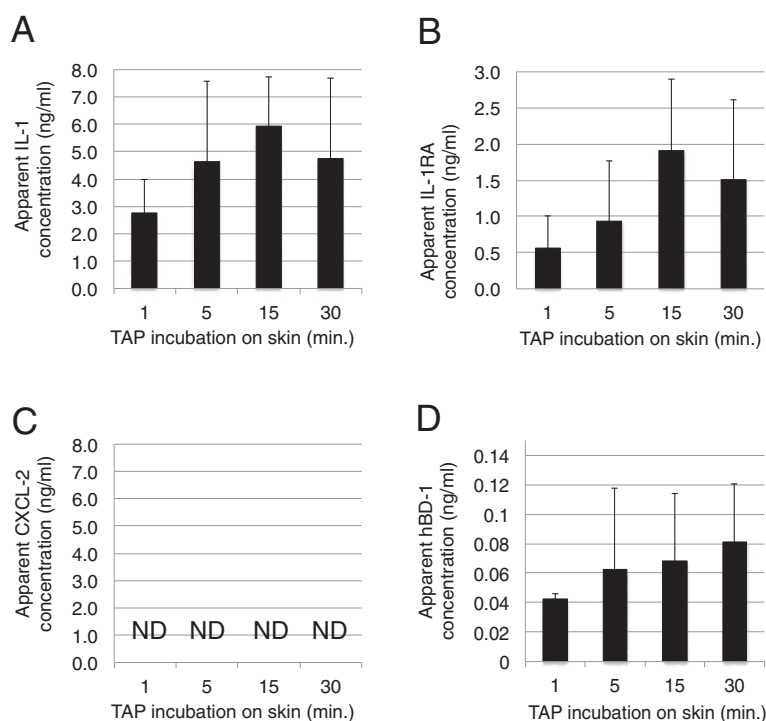 A
Apparent IL-1
concentration (ng/ml)
8.0
7.0
6.0
5.0
4.0
3.0
2.0
1.0
0.0
1 5 15 30
TAP incubation on skin (min.)
B
Apparent IL-1RA
concentration (ng/ml)
3.0
2.5
2.0
1.5
1.0
0.5
0.0
1 5 15 30
TAP incubation on skin (min.)
C
Apparent CXCL-2
concentration (ng/ml)
8.0
7.0
6.0
5.0
4.0
3.0
2.0
1.0
0.0
ND ND ND ND
1 5 15 30
TAP incubation on skin (min.)
D
Apparent hBD-1
concentration (ng/ml)
0.14
0.12
0.1
0.08
0.06
0.04
0.02
0
1 5 15 30
TAP incubation on skin (min.)